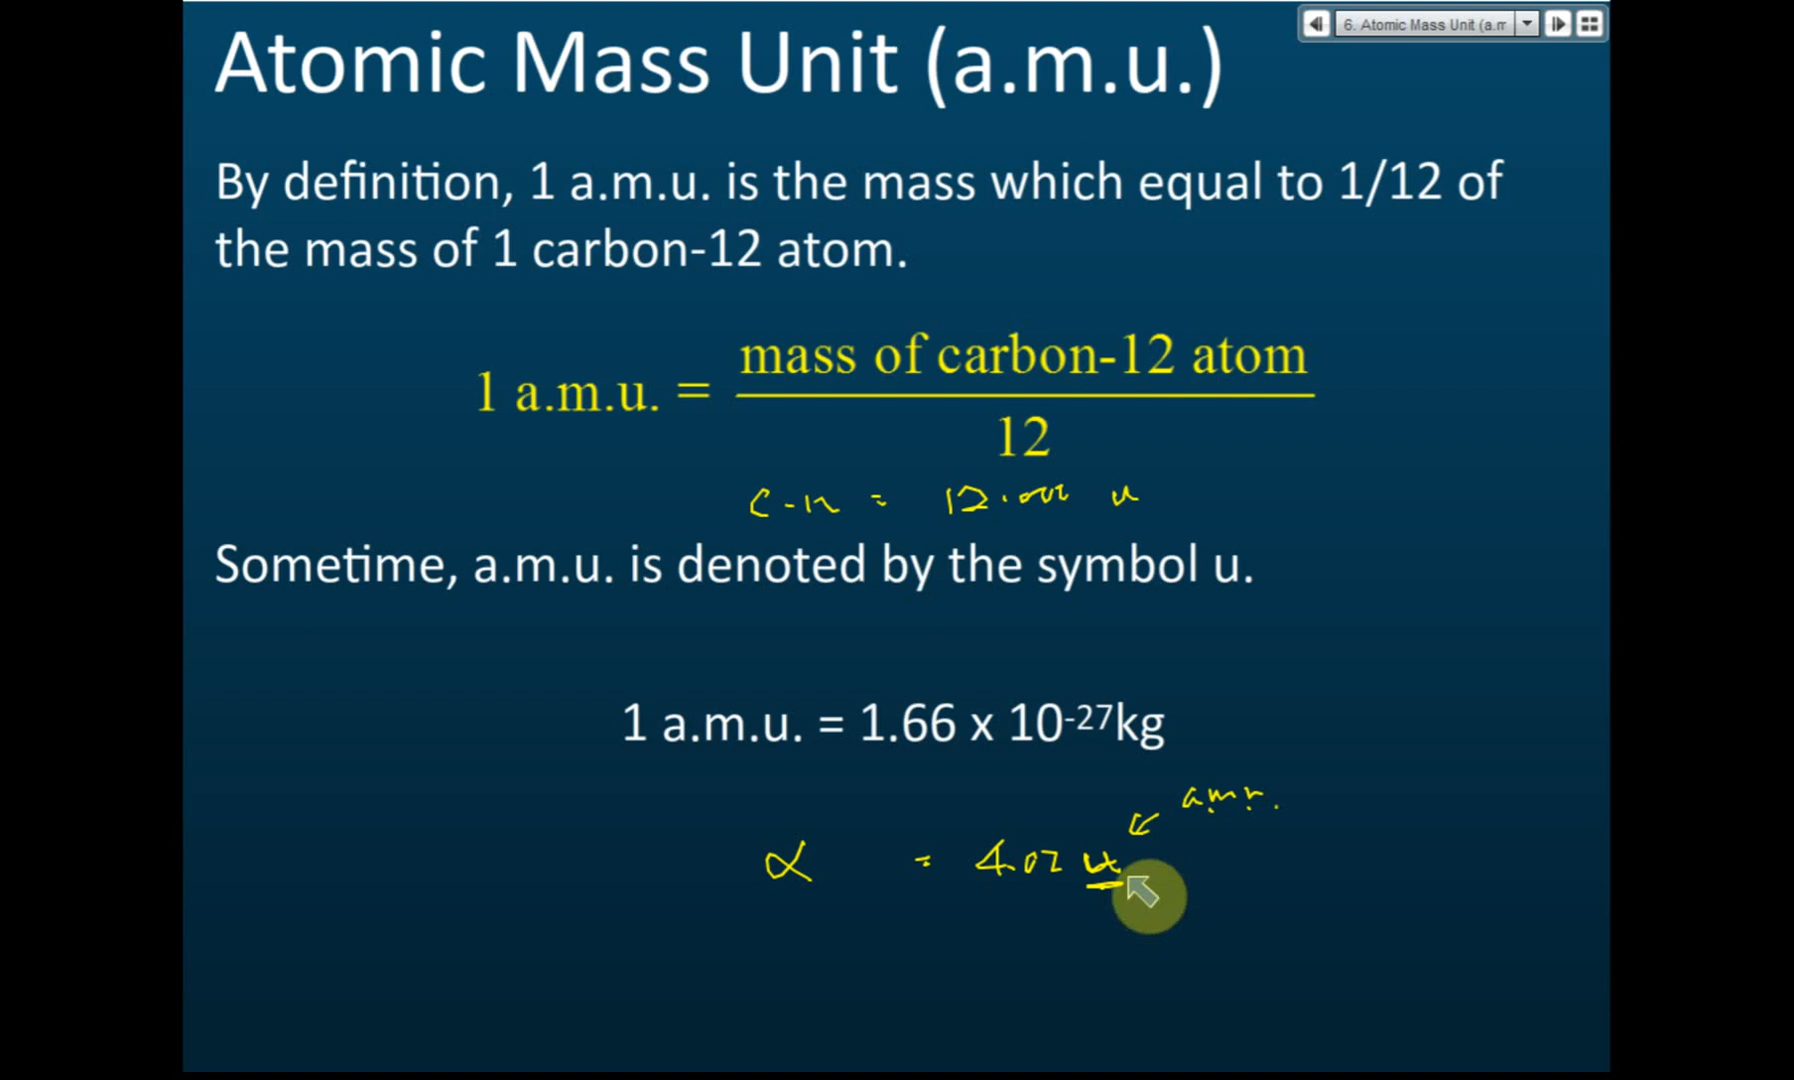 Atomic Mass Unit (a.m.u.)
6. Atomic Mass Unit (a.m
By definition, 1 a.m.u. is the mass which equal to 1/12 of
the mass of 1 carbon-12 atom.
1 a.m.u. = mass of carbon-12 atom
12
C-12 = 12.000 u
Sometime, a.m.u. is denoted by the symbol u.
1 a.m.u. = 1.66 x 10-27kg
a.m.u.
α = 4.02 u